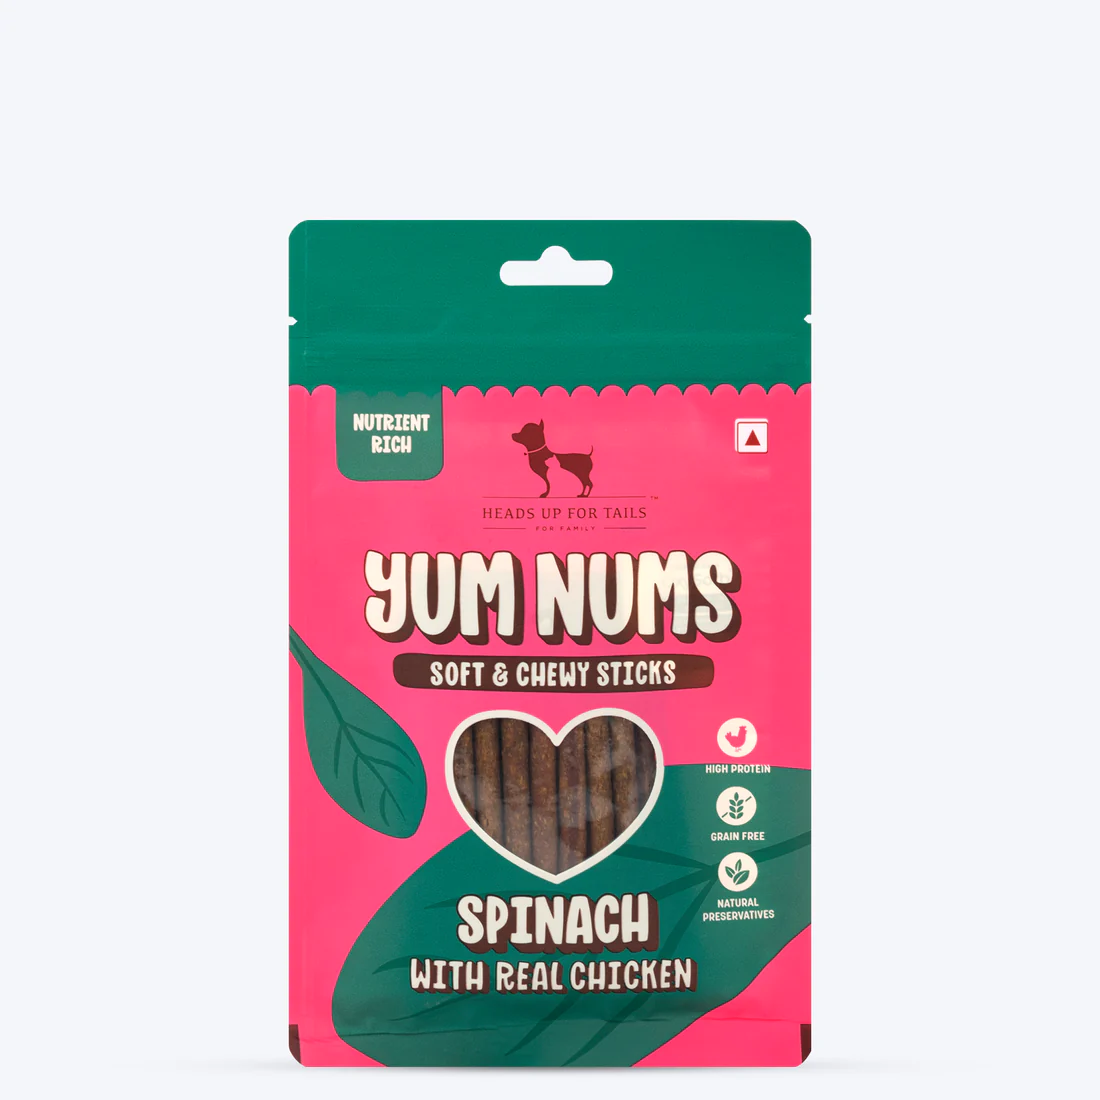 NUTRIENT
RICH
HEADS UP FOR TAILS™
FOR FAMILY
YUM NUMS
SOFT & CHEWY STICKS
HIGH PROTEIN
GRAIN FREE
NATURAL
PRESERVATIVES
SPINACH
WITH REAL CHICKEN